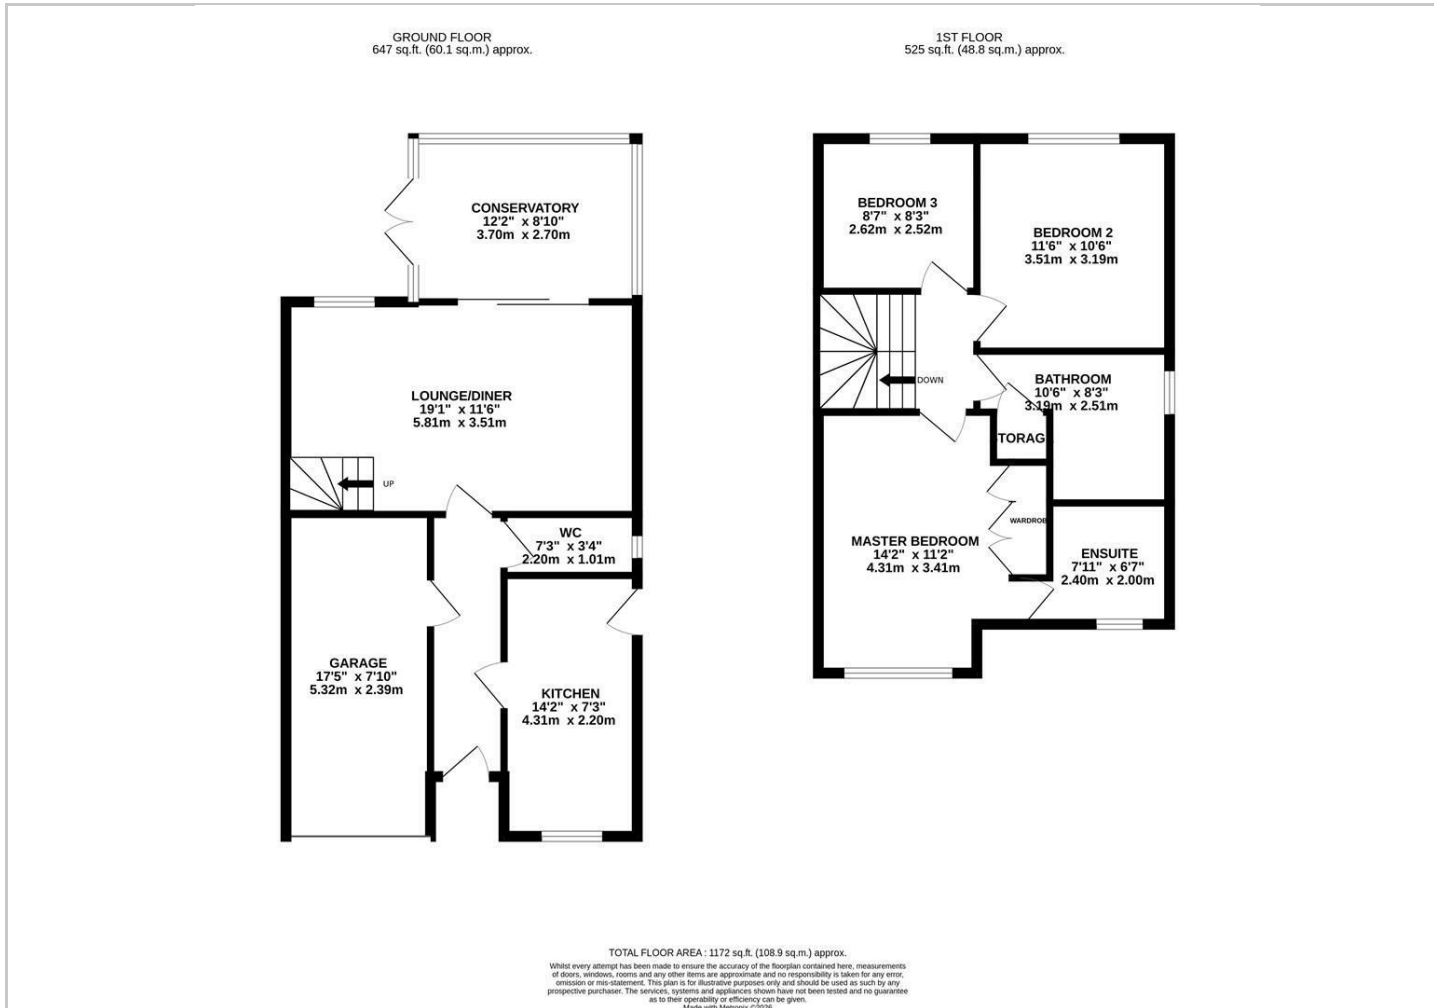 GROUND FLOOR
647 sq.ft. (60.1 sq.m.) approx.
1ST FLOOR
525 sq.ft. (48.8 sq.m.) approx.
CONSERVATORY
12'2" x 8'10"
3.70m x 2.70m
LOUNGE/DINER
19'1" x 11'6"
5.81m x 3.51m
UP
WC
7'3" x 3'4"
2.20m x 1.01m
GARAGE
17'5" x 7'10"
5.32m x 2.39m
KITCHEN
14'2" x 7'3"
4.31m x 2.20m
BEDROOM 3
8'7" x 8'3"
2.62m x 2.52m
BEDROOM 2
11'6" x 10'6"
3.51m x 3.19m
DOWN
BATHROOM
10'6" x 8'3"
3.19m x 2.51m
TORAG
WARDROB
MASTER BEDROOM
14'2" x 11'2"
4.31m x 3.41m
ENSUITE
7'11" x 6'7"
2.40m x 2.00m
TOTAL FLOOR AREA : 1172 sq.ft. (108.9 sq.m.) approx.
Whilst every attempt has been made to ensure the accuracy of the floorplan contained here, measurements
of doors, windows, rooms and any other items are approximate and no responsibility is taken for any error,
omission or mis-statement. This plan is for illustrative purposes only and should be used as such by any
prospective purchaser. The services, systems and appliances shown have not been tested and no guarantee
as to their operability or efficiency can be given.
Made with Metropix ©2026